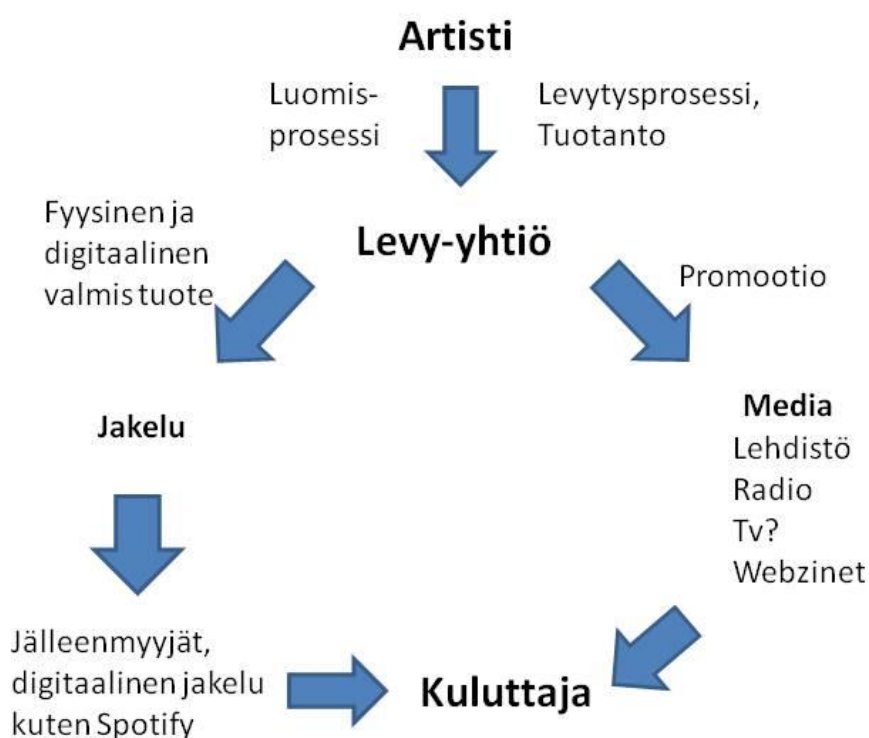 Artisti
Luomis-
prosessi
Levytysprosessi,
Tuotanto
Fyysinen ja
digitaalinen
valmis tuote
Levy-yhtiö
Promootio
Jakelu
Media
Lehdistö
Radio
Tv?
Webzinet
Jälleenmyyjät,
digitaalinen jakelu
kuten Spotify
Kuluttaja